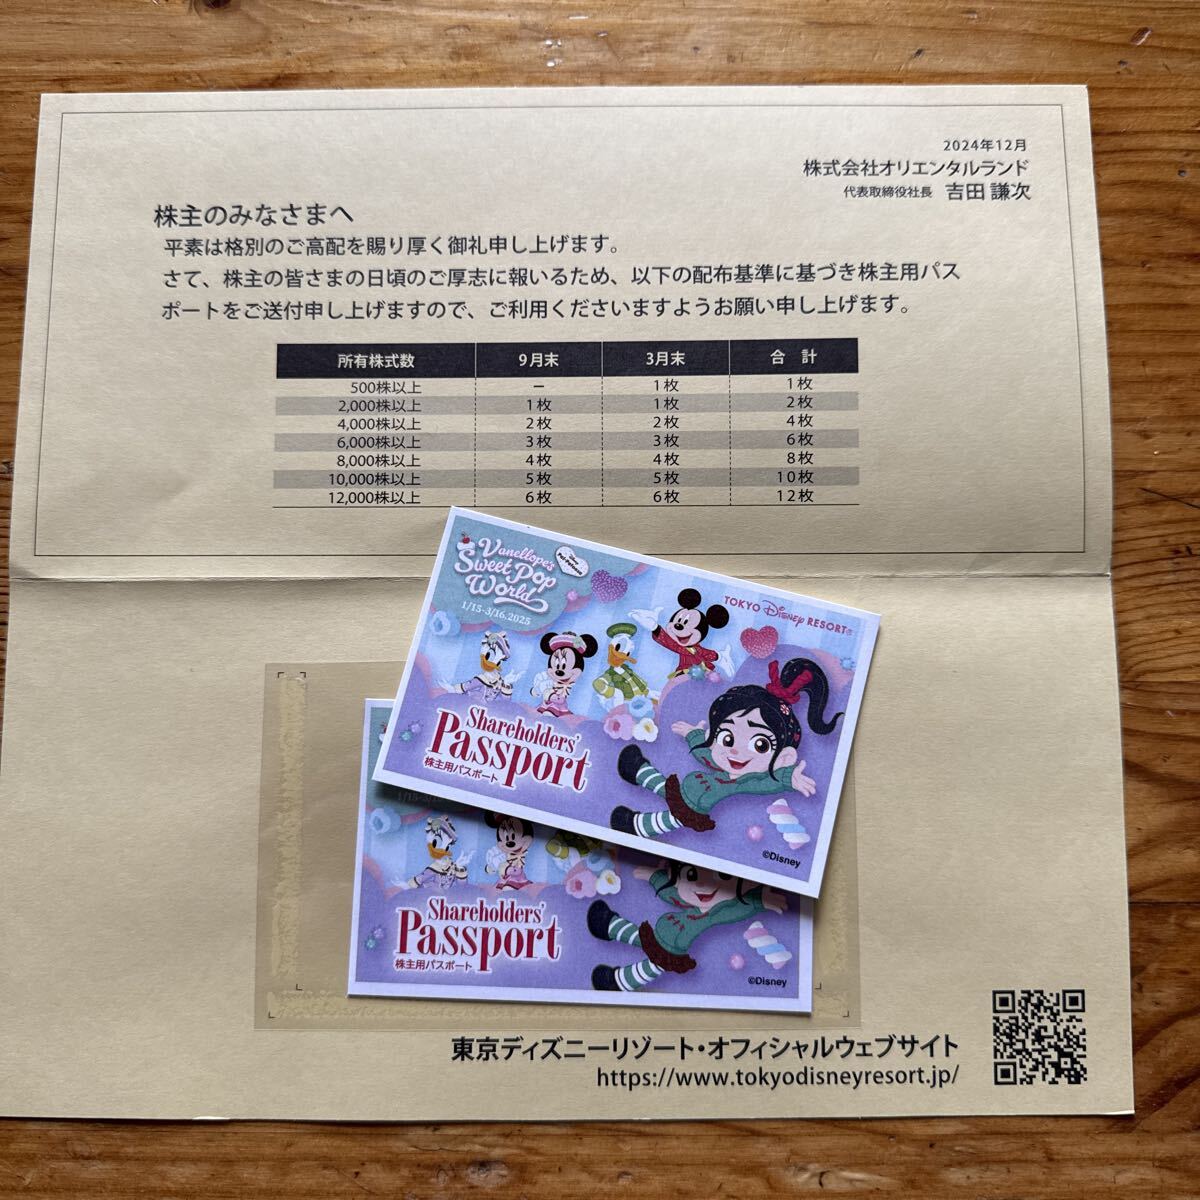 2024年12月
株式会社オリエンタルランド
代表取締役社長 吉田 謙次
株主のみなさまへ
平素は格別のご高配を賜り厚く御礼申し上げます。
さて、株主の皆さまの日頃のご厚志に報いるため、以下の配布基準に基づき株主用パス
ポートをご送付申し上げますので、ご利用くださいますようお願い申し上げます。
所有株式数 9月末 3月末 合 計
500株以上 － 1枚 1枚
2,000株以上 1枚 1枚 2枚
4,000株以上 2枚 2枚 4枚
6,000株以上 3枚 3枚 6枚
8,000株以上 4枚 4枚 8枚
10,000株以上 5枚 5枚 10枚
12,000株以上 6枚 6枚 12枚
Vanellope's
Sweet Pop
World
1/15-3/16.2025
TOKYO Disney RESORT®
Shareholders'
Passport
株主用パスポート
©Disney
Shareholders'
Passport
株主用パスポート
©Disney
東京ディズニーリゾート・オフィシャルウェブサイト
https://www.tokyodisneyresort.jp/